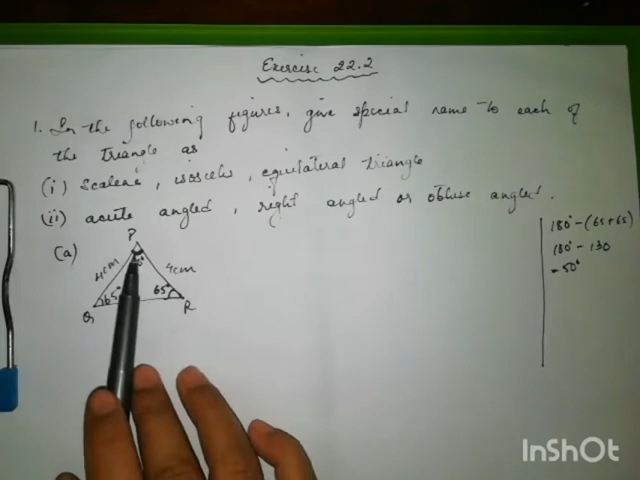 Exercise 22.2
1. In the following figures, give special name to each of
the triangle as
(i) scalene, isosceles, equilateral triangle
(ii) acute angled, right angled or obtuse angled.
(a)
P
4cm
4cm
65°
65°
Q
R
180° - (65+65)
180° - 130
= 50°
InShOt